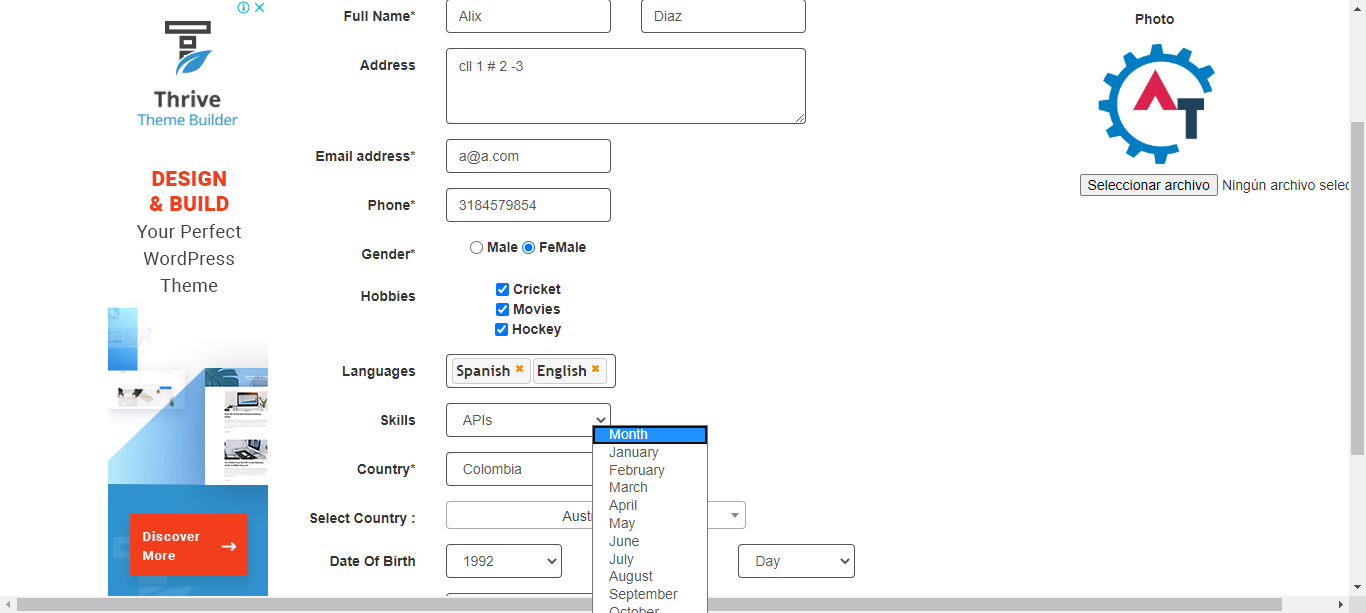 Thrive
Theme Builder
DESIGN
& BUILD
Your Perfect
WordPress
Theme
Discover
More
Full Name*
Alix
Diaz
Address
cll 1 # 2 -3
Email address*
a@a.com
Phone*
3184579854
Gender*
Male
FeMale
Hobbies
Cricket
Movies
Hockey
Languages
Spanish
English
Skills
APIs
Country*
Colombia
Select Country :
Aust
Date Of Birth
1992
Month
January
February
March
April
May
June
July
August
September
October
Day
Photo
AT
Seleccionar archivo
Ningún archivo selec